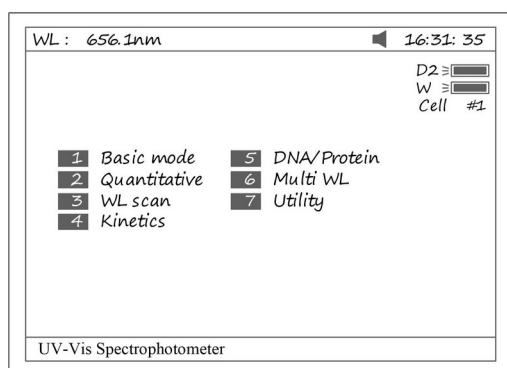 WL : 656.1nm 16:31: 35
D2
W
Cell #1
1 Basic mode 5 DNA/Protein
2 Quantitative 6 Multi WL
3 WL scan 7 Utility
4 Kinetics
UV-Vis Spectrophotometer